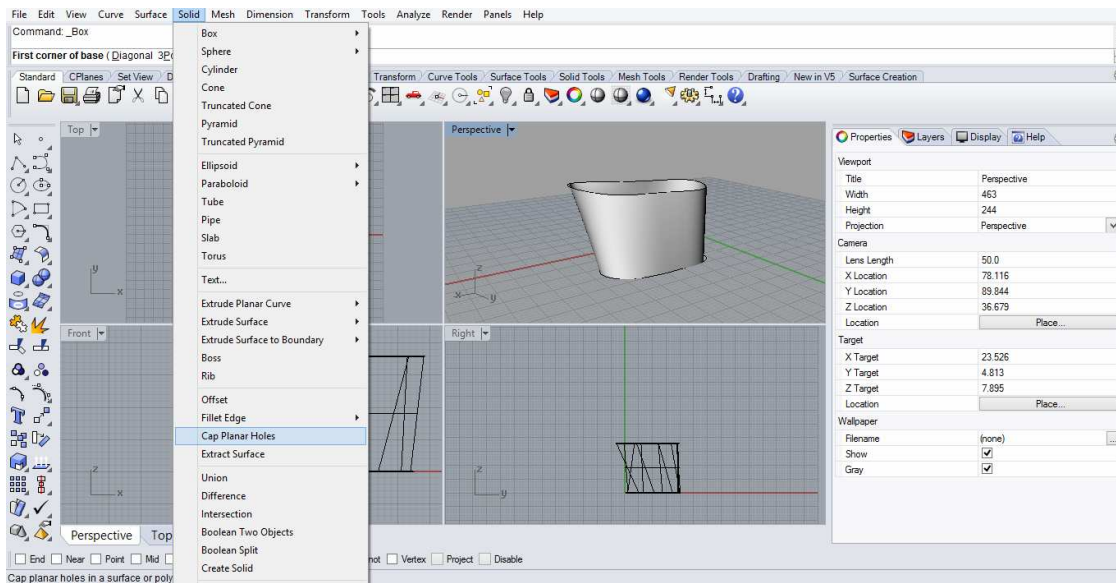 File Edit View Curve Surface Solid Mesh Dimension Transform Tools Analyze Render Panels Help
Command: _Box
First corner of base ( Diagonal
Standard CPlanes Set View Transform Curve Tools Surface Tools Solid Tools Mesh Tools Render Tools Drafting New in V5 Surface Creation
Box
Sphere
Cylinder
Cone
Truncated Cone
Pyramid
Truncated Pyramid
Ellipsoid
Paraboloid
Tube
Pipe
Slab
Torus
Text...
Extrude Planar Curve
Extrude Surface
Extrude Surface to Boundary
Boss
Rib
Offset
Fillet Edge
Cap Planar Holes
Extract Surface
Union
Difference
Intersection
Boolean Two Objects
Boolean Split
Create Solid
Top
y
x
Perspective
z
x
y
Front
z
x
Right
z
y
Properties Layers Display Help
Viewport
Title Perspective
Width 463
Height 244
Projection Perspective
Camera
Lens Length 50.0
X Location 78.116
Y Location 89.844
Z Location 36.679
Location Place...
Target
X Target 23.526
Y Target 4.813
Z Target 7.895
Location Place...
Wallpaper
Filename (none) ...
Show
Gray
Perspective Top
End Near Point Mid Vertex Project Disable
Cap planar holes in a surface or